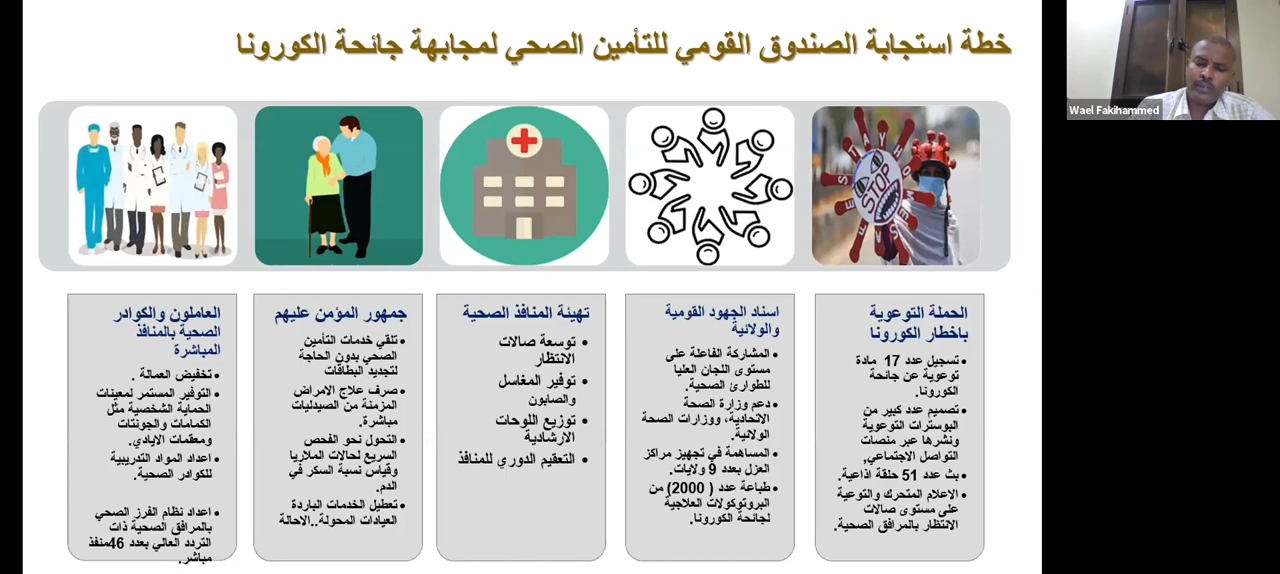 خطة استجابة الصندوق القومي للتأمين الصحي لمجابهة جائحة الكورونا
Wael Fakihammed
STAY HOME SAVE LIVES
STOP
الحملة التوعوية
باخطار الكورونا
•تسجيل عدد 17 مادة
توعوية عن جائحة
الكورونا.
•تصميم عدد كبير من
البوسترات التوعوية
ونشرها عبر منصات
التواصل الاجتماعي,
•بث عدد 51 حلقة اذاعية.
•الاعلام المتحرك والتوعية
على مستوى صالات
الانتظار بالمرافق الصحية.
اسناد الجهود القومية
والولائية
•المشاركة الفاعلة على
مستوى اللجان العليا
للطوارئ الصحية.
•دعم وزارة الصحة
الاتحادية، ووزارات الصحة
الولائية.
•المساهمة في تجهيز مراكز
العزل بعدد 9 ولايات.
•طباعة عدد ( 2000) من
البروتوكولات العلاجية
لجائحة الكورونا.
تهيئة المنافذ الصحية
• توسعة صالات
الانتظار
• توفير المغاسل
والصابون
• توزيع اللوحات
الارشادية
• التعقيم الدوري للمنافذ
جمهور المؤمن عليهم
•تلقي خدمات التأمين
الصحي بدون الحاجة
لتجديد البطاقات
•صرف علاج الامراض
المزمنة من الصيدليات
مباشرة.
•التحول نحو الفحص
السريع لحالات الملاريا
وقياس نسبة السكر في
الدم.
•تعطيل الخدمات الباردة
العيادات المحولة..الاحالة
العاملون والكوادر
الصحية بالمنافذ
المباشرة
•تخفيض العمالة .
•التوفير المستمر لمعينات
الحماية الشخصية مثل
الكمامات والجونتات
ومعقمات الايادي.
•اعداد المواد التدريبية
للكوادر الصحية.
•اعداد نظام الفرز الصحي
بالمرافق الصحية ذات
التردد العالي بعدد 46منفذ
مباشر.